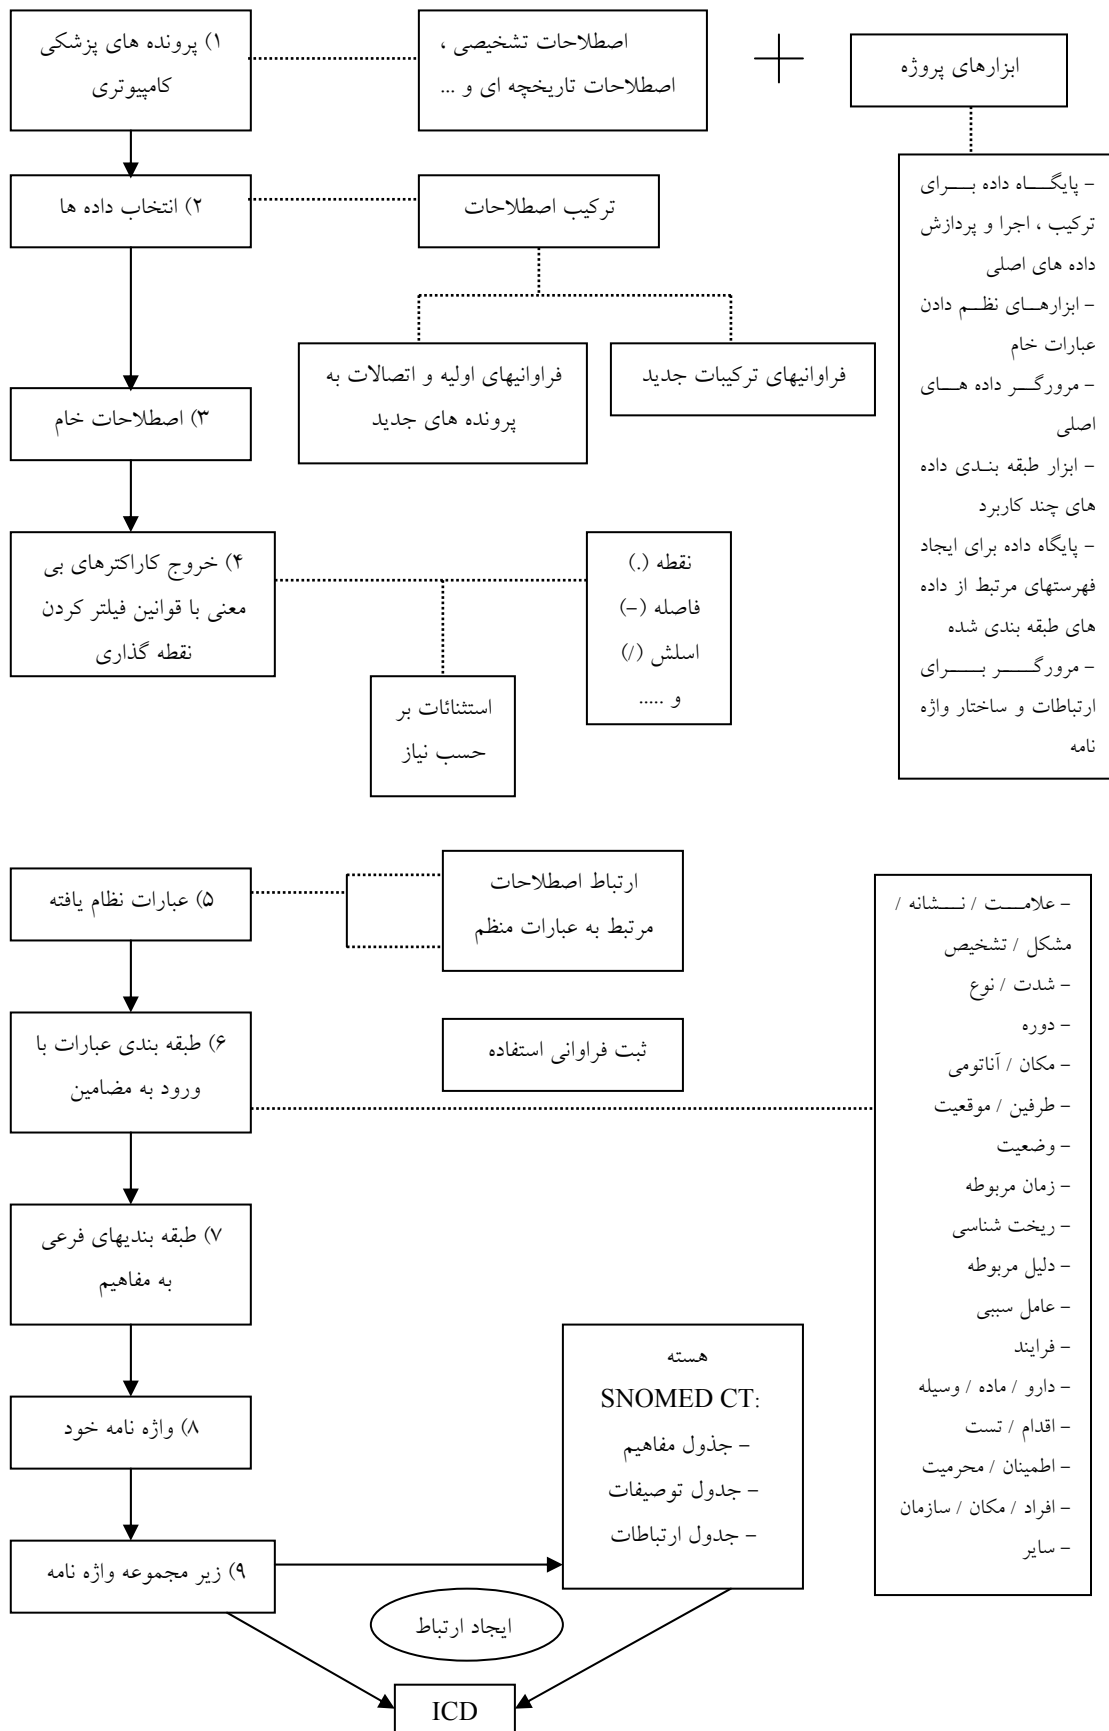 ۱) پرونده های پزشکی
کامپیوتری
اصطلاحات تشخیصی ،
اصطلاحات تاریخچه ای و ...
ابزارهای پروژه
– پایگاه داده برای
ترکیب ، اجرا و پردازش
داده های اصلی
– ابزارهای نظم دادن
عبارات خام
– مرورگر داده های
اصلی
– ابزار طبقه بندی داده
های چند کاربرد
– پایگاه داده برای ایجاد
فهرستهای مرتبط از داده
های طبقه بندی شده
– مرورگر برای
ارتباطات و ساختار واژه
نامه
۲) انتخاب داده ها
ترکیب اصطلاحات
فراوانیهای ترکیبات جدید
فراوانیهای اولیه و اتصالات به
پرونده های جدید
۳) اصطلاحات خام
۴) خروج کاراکترهای بی
معنی با قوانین فیلتر کردن
نقطه گذاری
نقطه (.)
فاصله (–)
اسلش (/)
و .....
استثنائات بر
حسب نیاز
۵) عبارات نظام یافته
ارتباط اصطلاحات
مرتبط به عبارات منظم
۶) طبقه بندی عبارات با
ورود به مضامین
ثبت فراوانی استفاده
– علامت / نشانه /
مشکل / تشخیص
– شدت / نوع
– دوره
– مکان / آناتومی
– طرفین / موقعیت
– وضعیت
– زمان مربوطه
– ریخت شناسی
– دلیل مربوطه
– عامل سببی
– فرایند
– دارو / ماده / وسیله
– اقدام / تست
– اطمینان / محرمیت
– افراد / مکان / سازمان
– سایر
۷) طبقه بندیهای فرعی
به مفاهیم
۸) واژه نامه خود
هسته
SNOMED CT:
– جذول مفاهیم
– جدول توصیفات
– جدول ارتباطات
۹) زیر مجموعه واژه نامه
ایجاد ارتباط
ICD